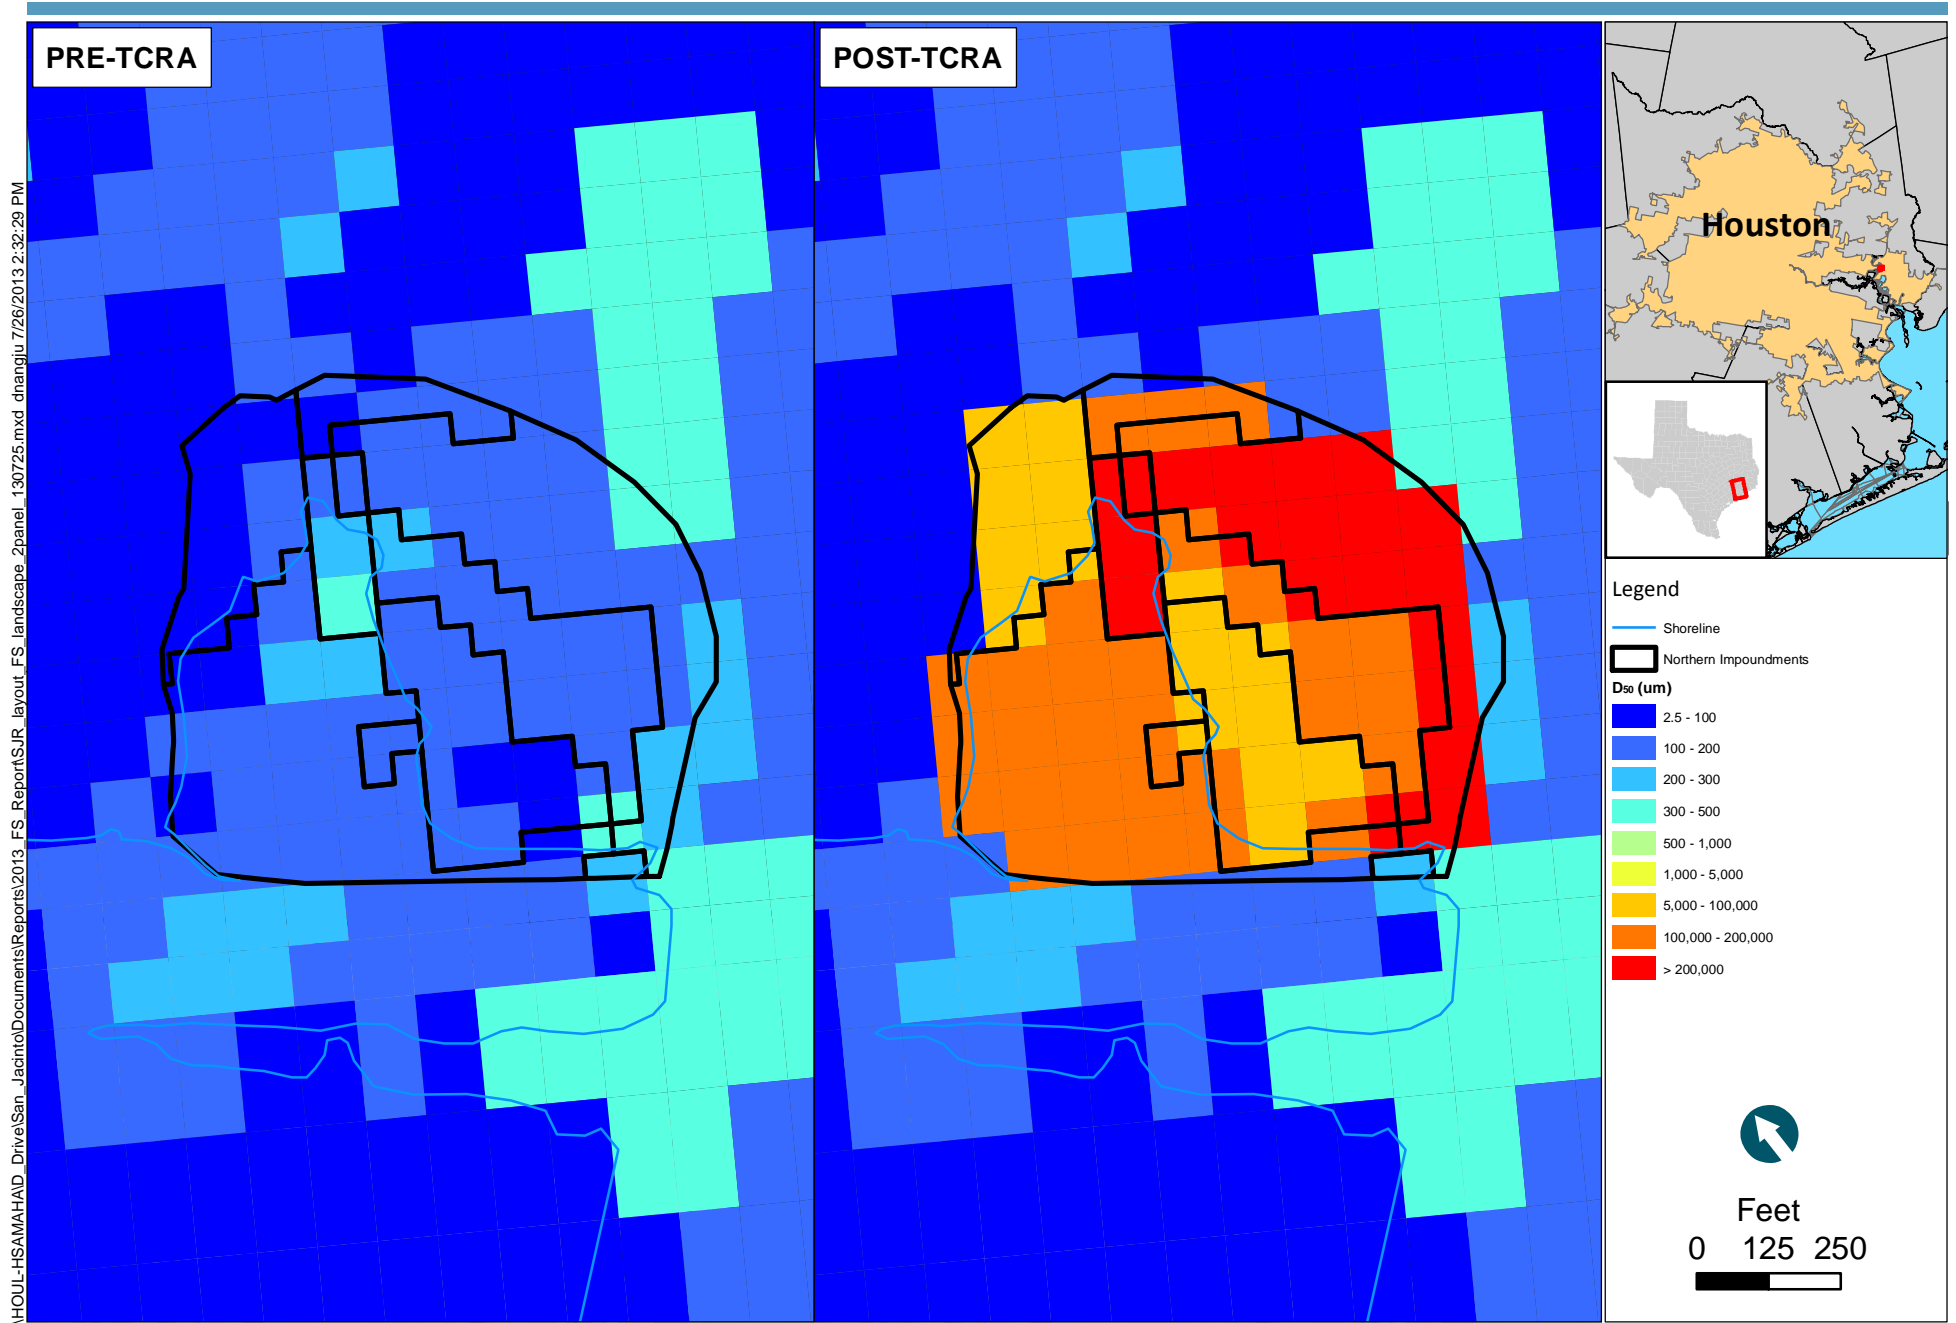 PRE-TCRA
POST-TCRA
Houston
\HOUL-HSAMAHA\D_Drive\San_Jacinto\Documents\Reports\2013_FS_Report\SJR_layout_FS_landscape_2panel_130725.mxd dnangju 7/26/2013 2:32:29 PM
Legend
Shoreline
Northern Impoundments
D50 (um)
2.5 - 100
100 - 200
200 - 300
300 - 500
500 - 1,000
1,000 - 5,000
5,000 - 100,000
100,000 - 200,000
> 200,000
Feet
0 125 250